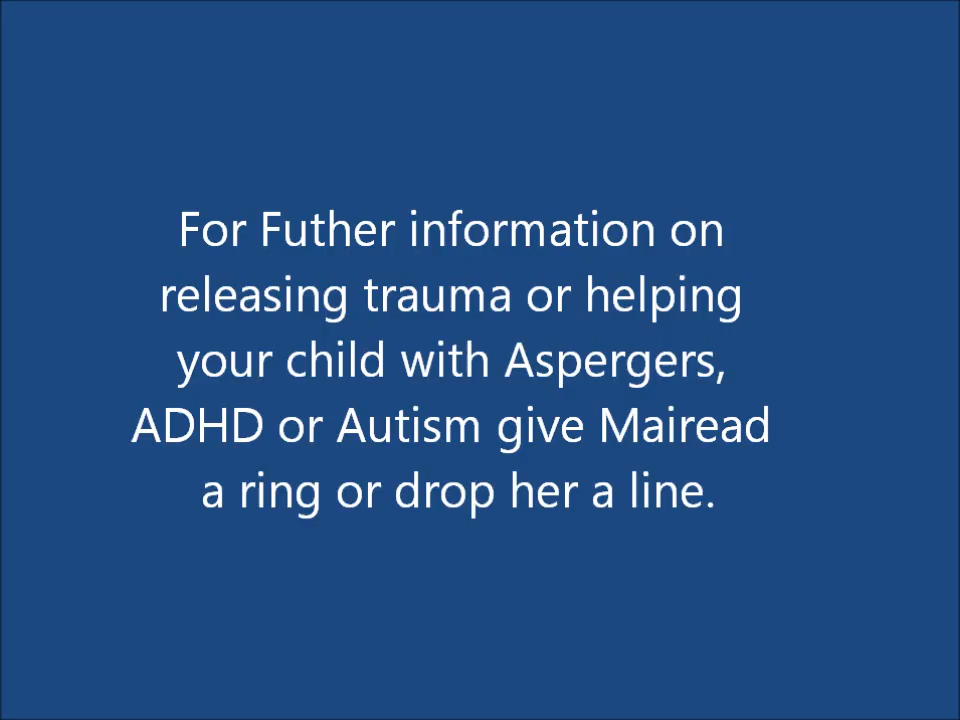 For Futher information on
releasing trauma or helping
your child with Aspergers,
ADHD or Autism give Mairead
a ring or drop her a line.